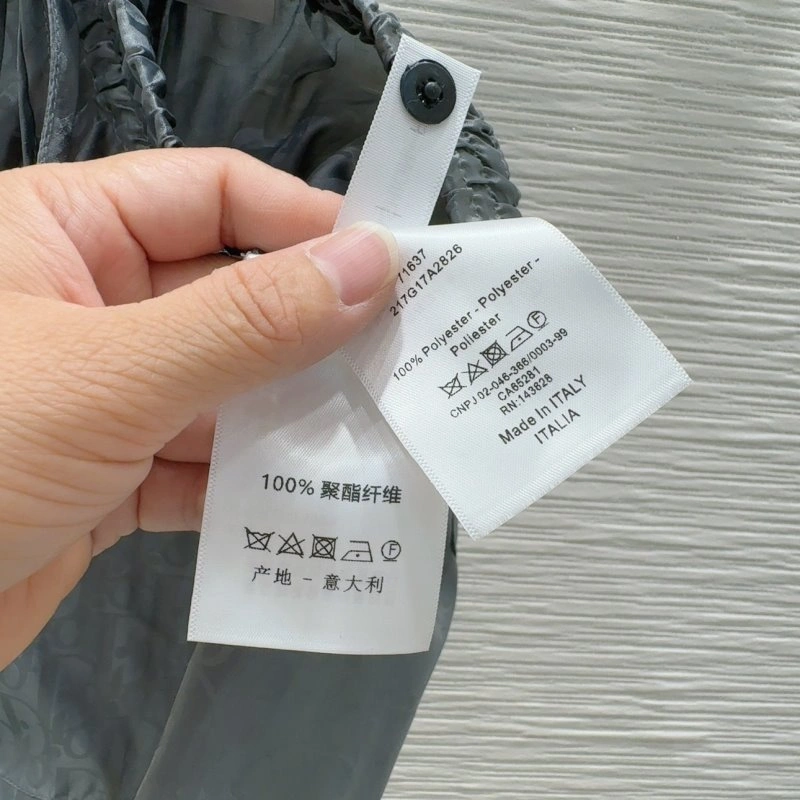 71637
217G17A2826
100% Polyester - Polyester -
Poliester
CNPJ 02-046-366/0003-99
CA65281
RN:143828
Made In ITALY
ITALIA
100% 聚酯纤维
F
产地 - 意大利